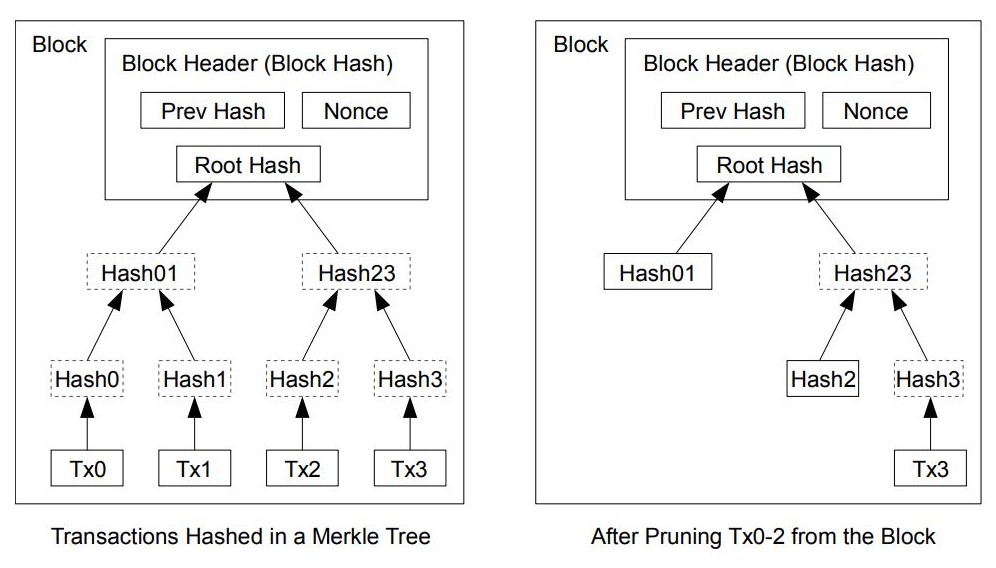 Block
Block Header (Block Hash)
Prev Hash
Nonce
Root Hash
Hash01
Hash23
Hash0
Hash1
Hash2
Hash3
Tx0
Tx1
Tx2
Tx3
Transactions Hashed in a Merkle Tree
Block
Block Header (Block Hash)
Prev Hash
Nonce
Root Hash
Hash01
Hash23
Hash2
Hash3
Tx3
After Pruning Tx0-2 from the Block